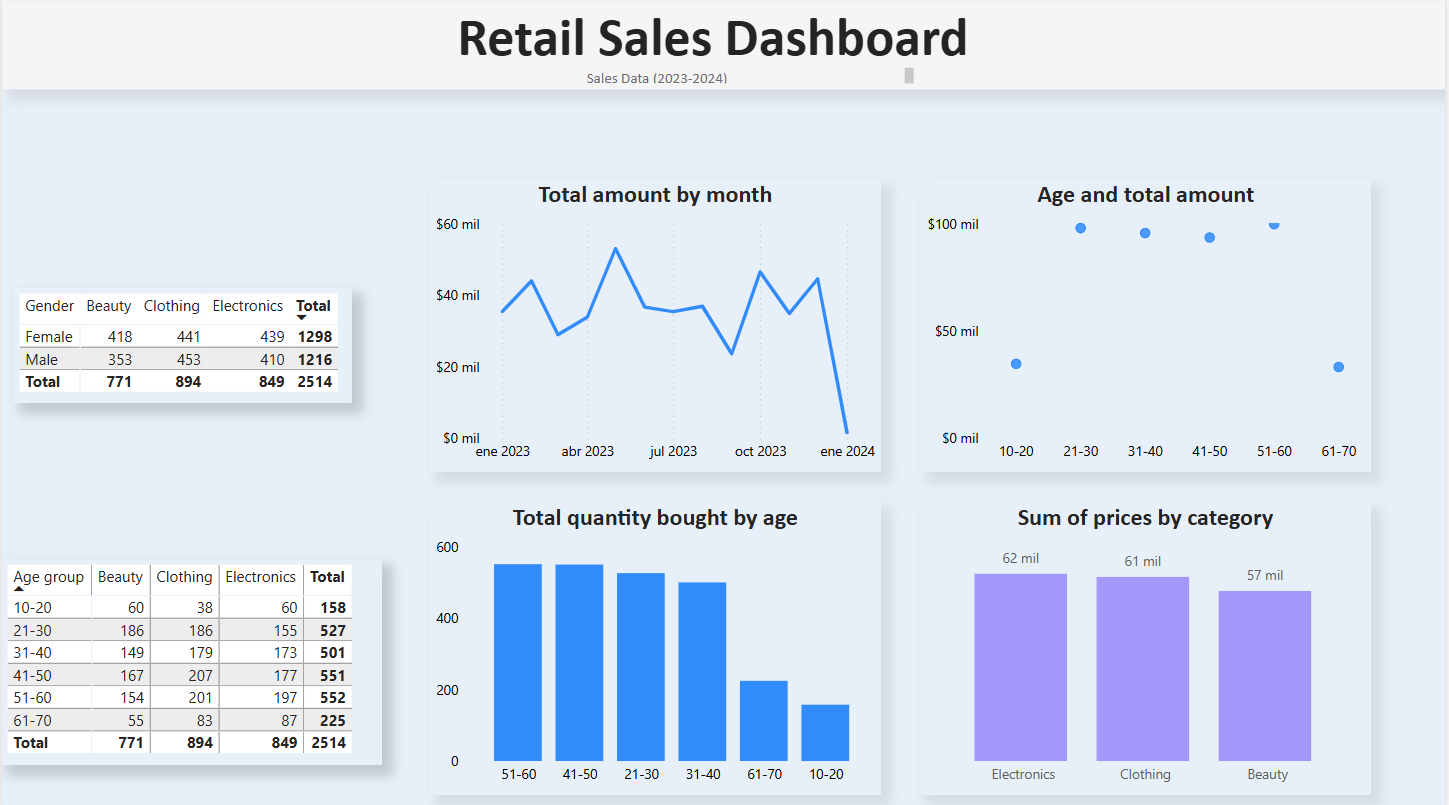 Retail Sales Dashboard
Sales Data (2023-2024)
Gender Beauty Clothing Electronics Total
Female 418 441 439 1298
Male 353 453 410 1216
Total 771 894 849 2514
Age group Beauty Clothing Electronics Total
10-20 60 38 60 158
21-30 186 186 155 527
31-40 149 179 173 501
41-50 167 207 177 551
51-60 154 201 197 552
61-70 55 83 87 225
Total 771 894 849 2514
Total amount by month
$60 mil
$40 mil
$20 mil
$0 mil
ene 2023 abr 2023 jul 2023 oct 2023 ene 2024
Age and total amount
$100 mil
$50 mil
$0 mil
10-20 21-30 31-40 41-50 51-60 61-70
Total quantity bought by age
600
400
200
0
51-60 41-50 21-30 31-40 61-70 10-20
Sum of prices by category
62 mil 61 mil 57 mil
Electronics Clothing Beauty